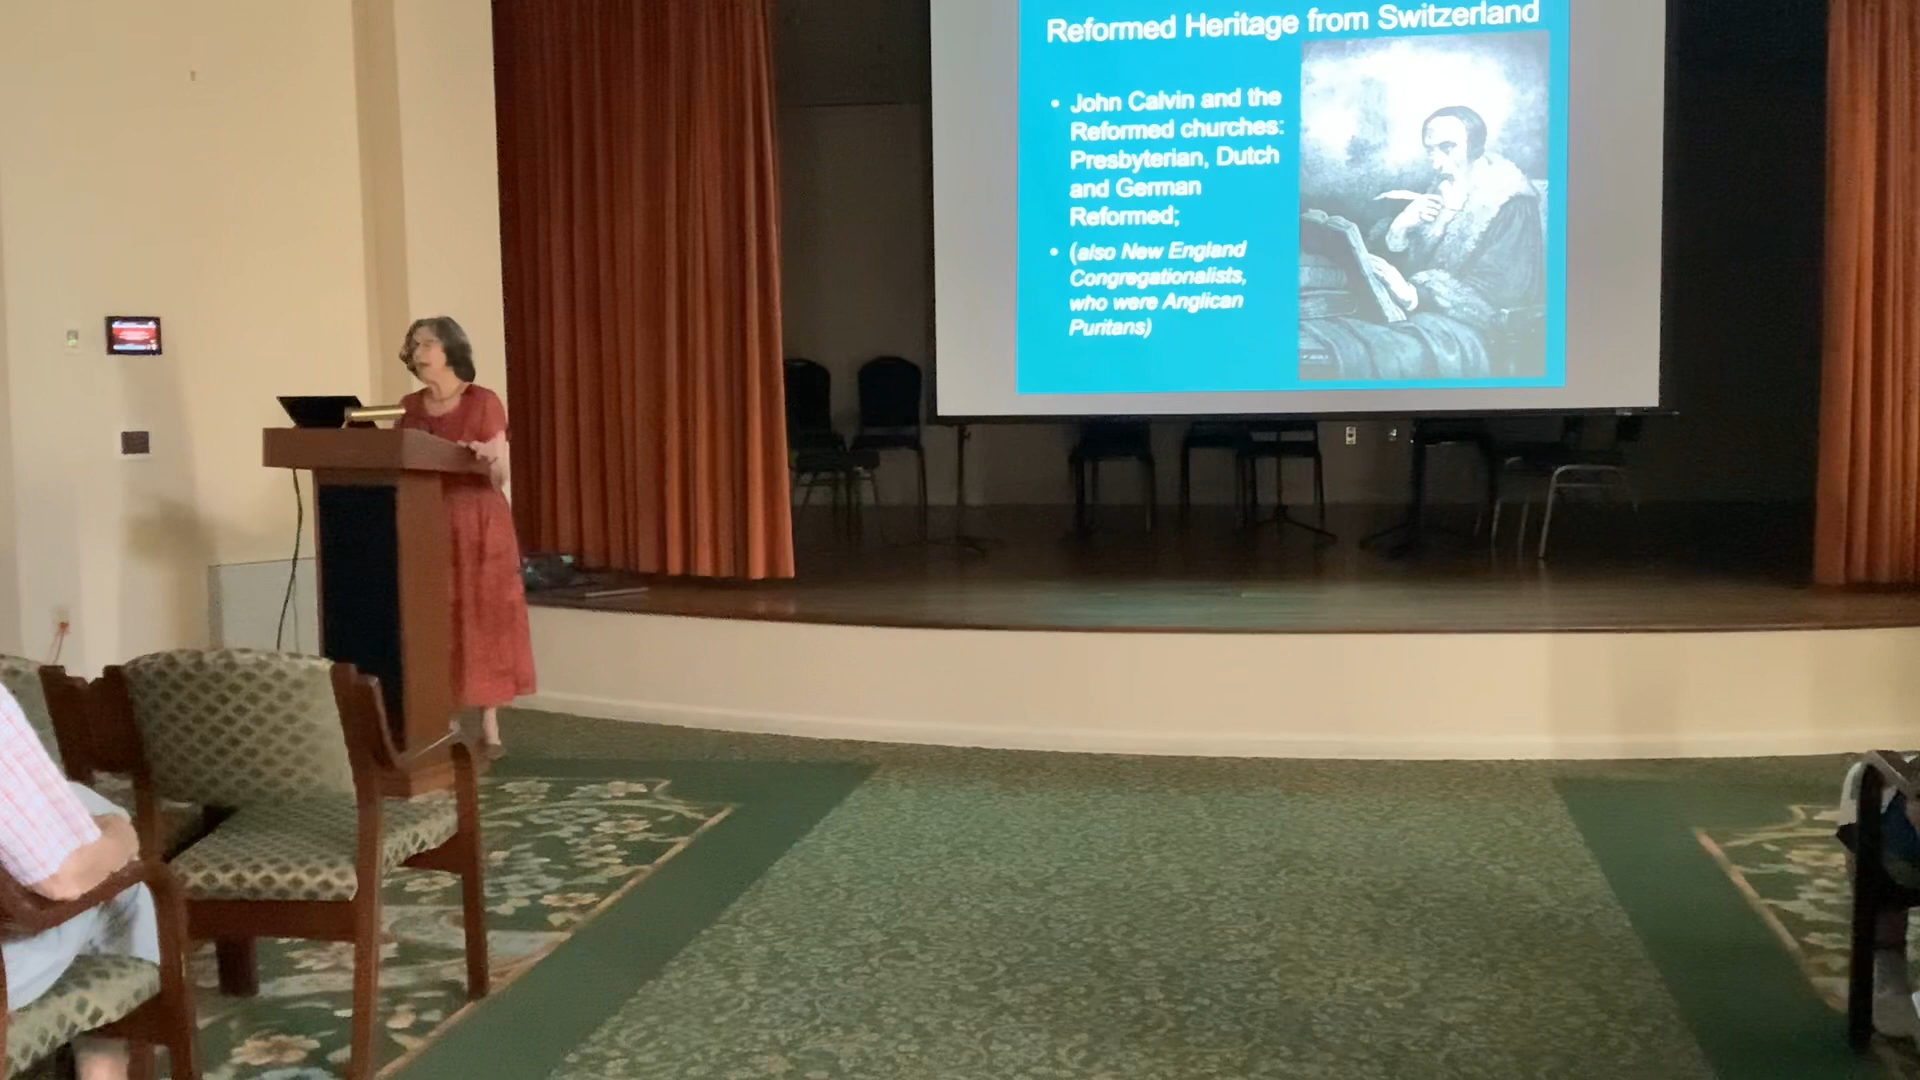 Reformed Heritage from Switzerland
• John Calvin and the
Reformed churches:
Presbyterian, Dutch
and German
Reformed;
• (also New England
Congregationalists,
who were Anglican
Puritans)